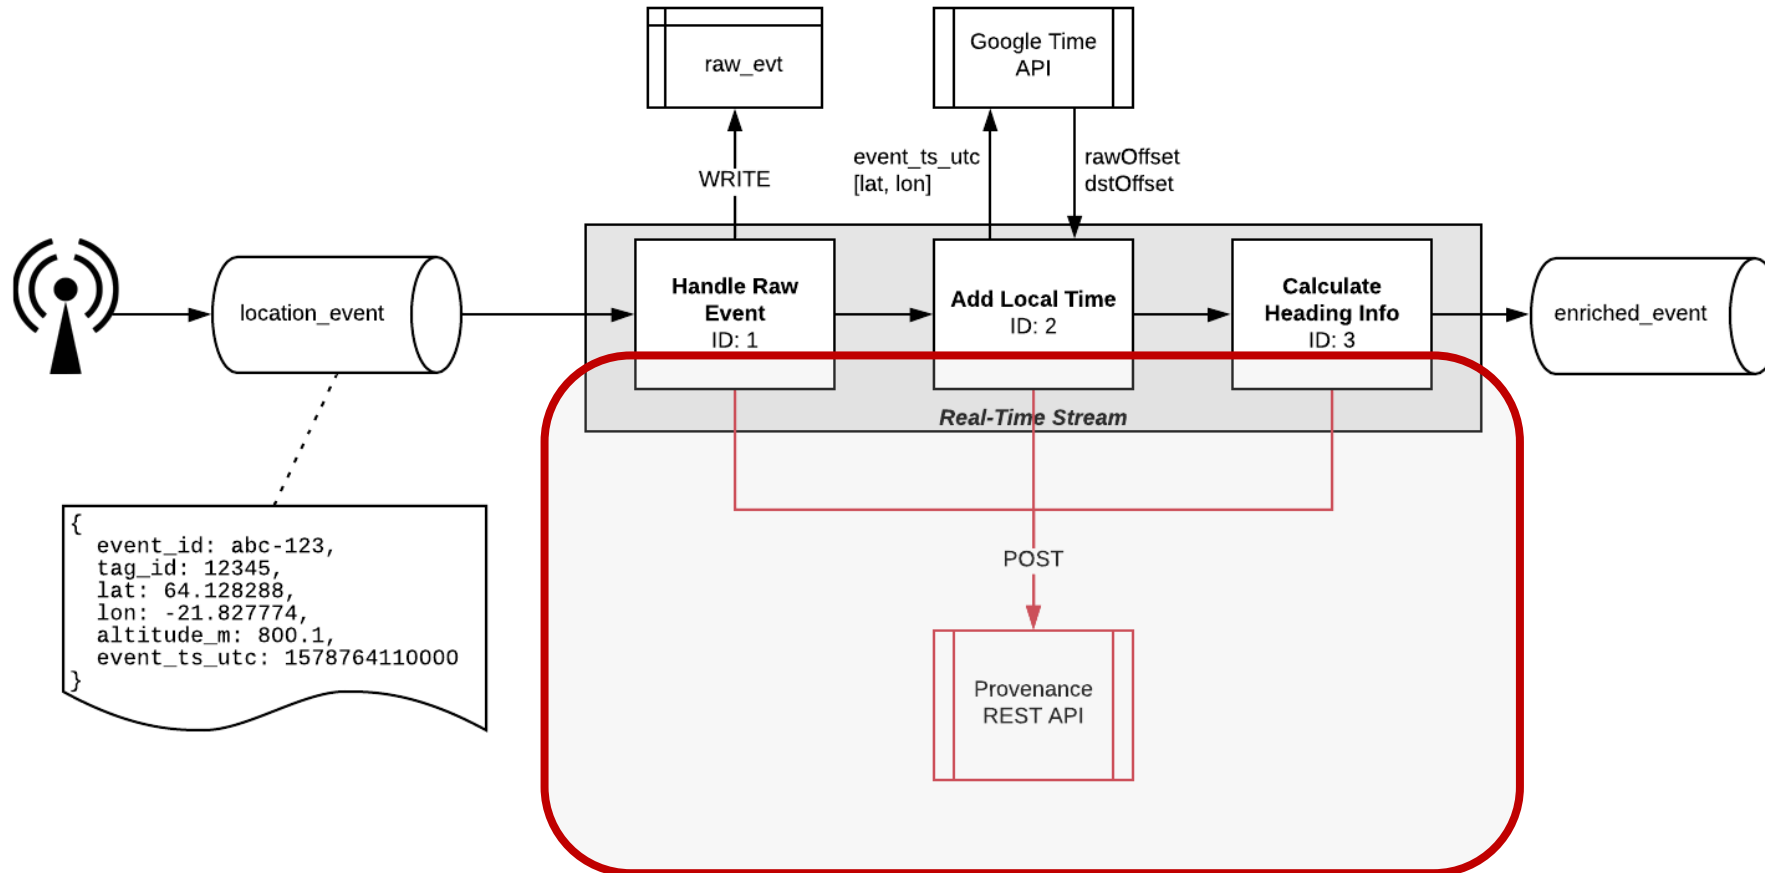 raw_evt
Google Time
API
WRITE
event_ts_utc
[lat, lon]
rawOffset
dstOffset
location_event
Handle Raw
Event
ID: 1
Add Local Time
ID: 2
Calculate
Heading Info
ID: 3
enriched_event
Real-Time Stream
{
event_id: abc-123,
tag_id: 12345,
lat: 64.128288,
lon: -21.827774,
altitude_m: 800.1,
event_ts_utc: 1578764110000
}
POST
Provenance
REST API